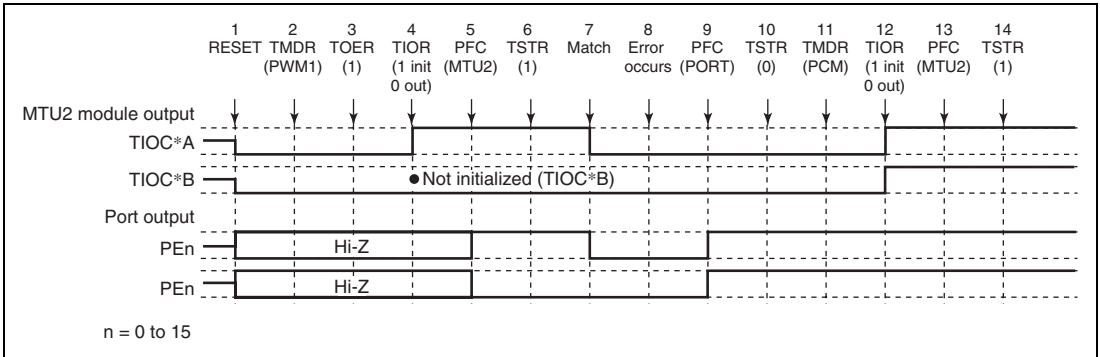 1 2 3 4 5 6 7 8 9 10 11 12 13 14
RESET TMDR TOER TIOR PFC TSTR Match Error PFC TSTR TMDR TIOR PFC TSTR
(PWM1) (1) (1 init (MTU2) (1) occurs (PORT) (0) (PCM) (1 init (MTU2) (1)
0 out) 0 out)
MTU2 module output
TIOC*A
TIOC*B
● Not initialized (TIOC*B)
Port output
PEn
Hi-Z
PEn
Hi-Z
n = 0 to 15